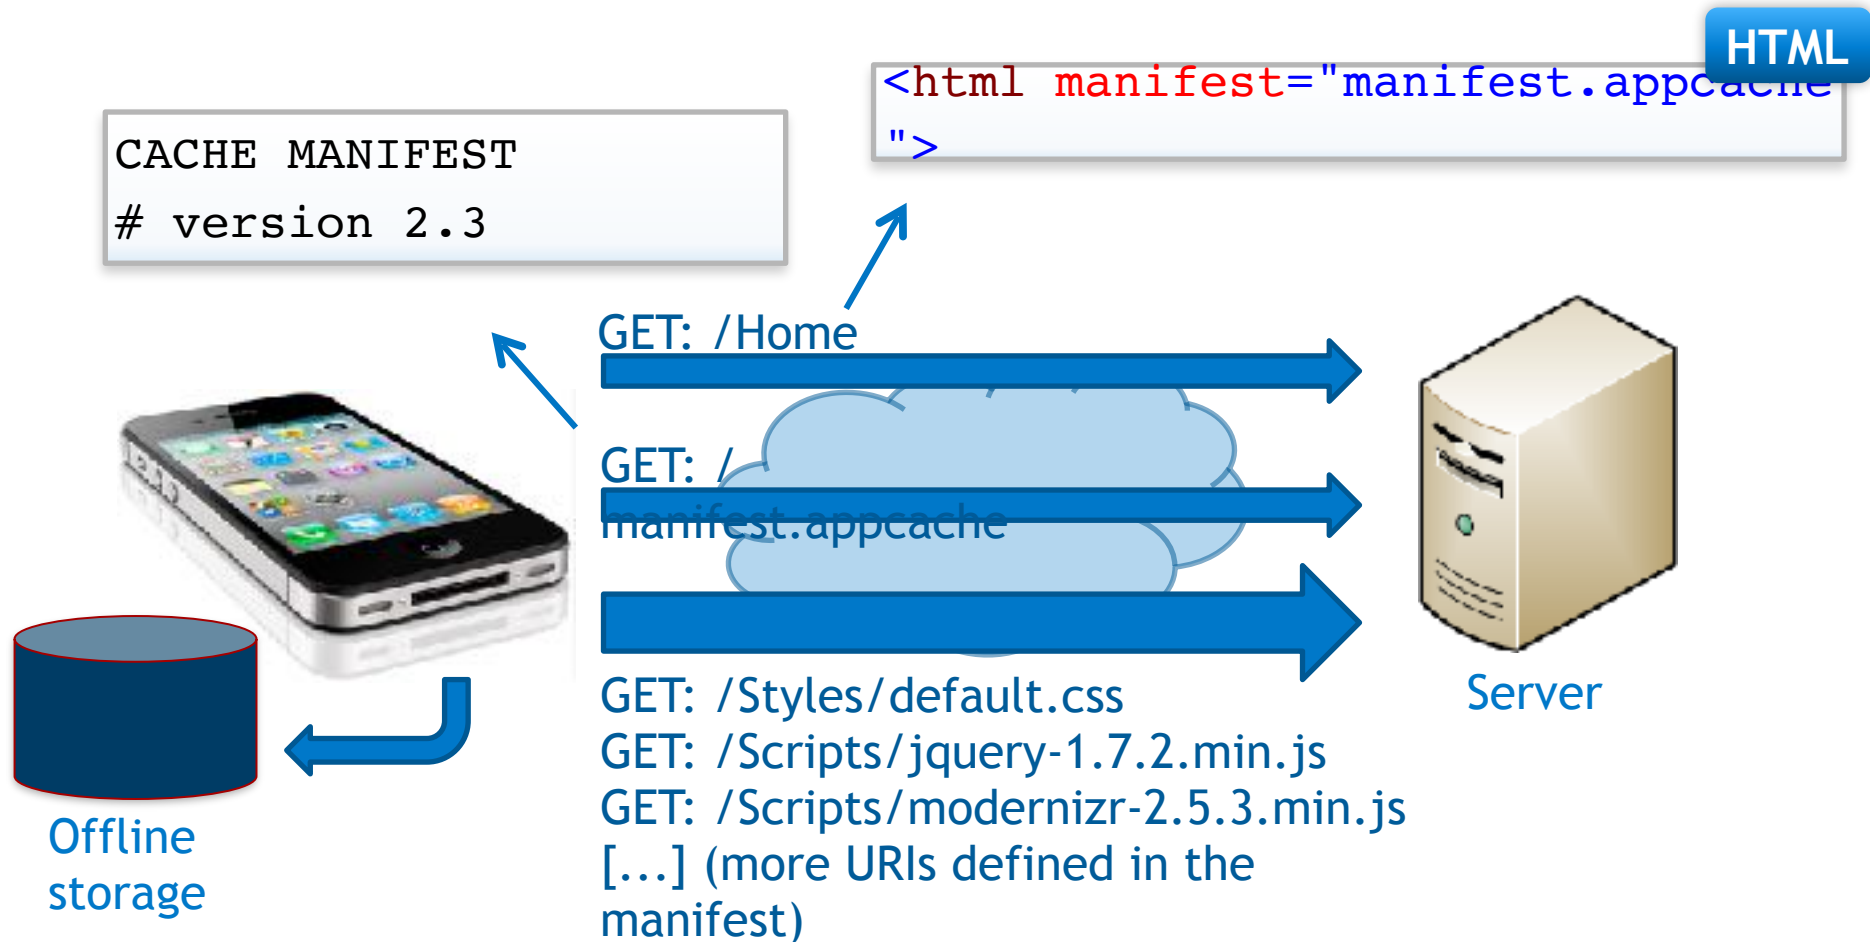 HTML
<html manifest="manifest.appcache
">
CACHE MANIFEST
# version 2.3
GET: /Home
GET: /
manifest.appcache
GET: /Styles/default.css
GET: /Scripts/jquery-1.7.2.min.js
GET: /Scripts/modernizr-2.5.3.min.js
[...] (more URIs defined in the
manifest)
Server
Offline
storage